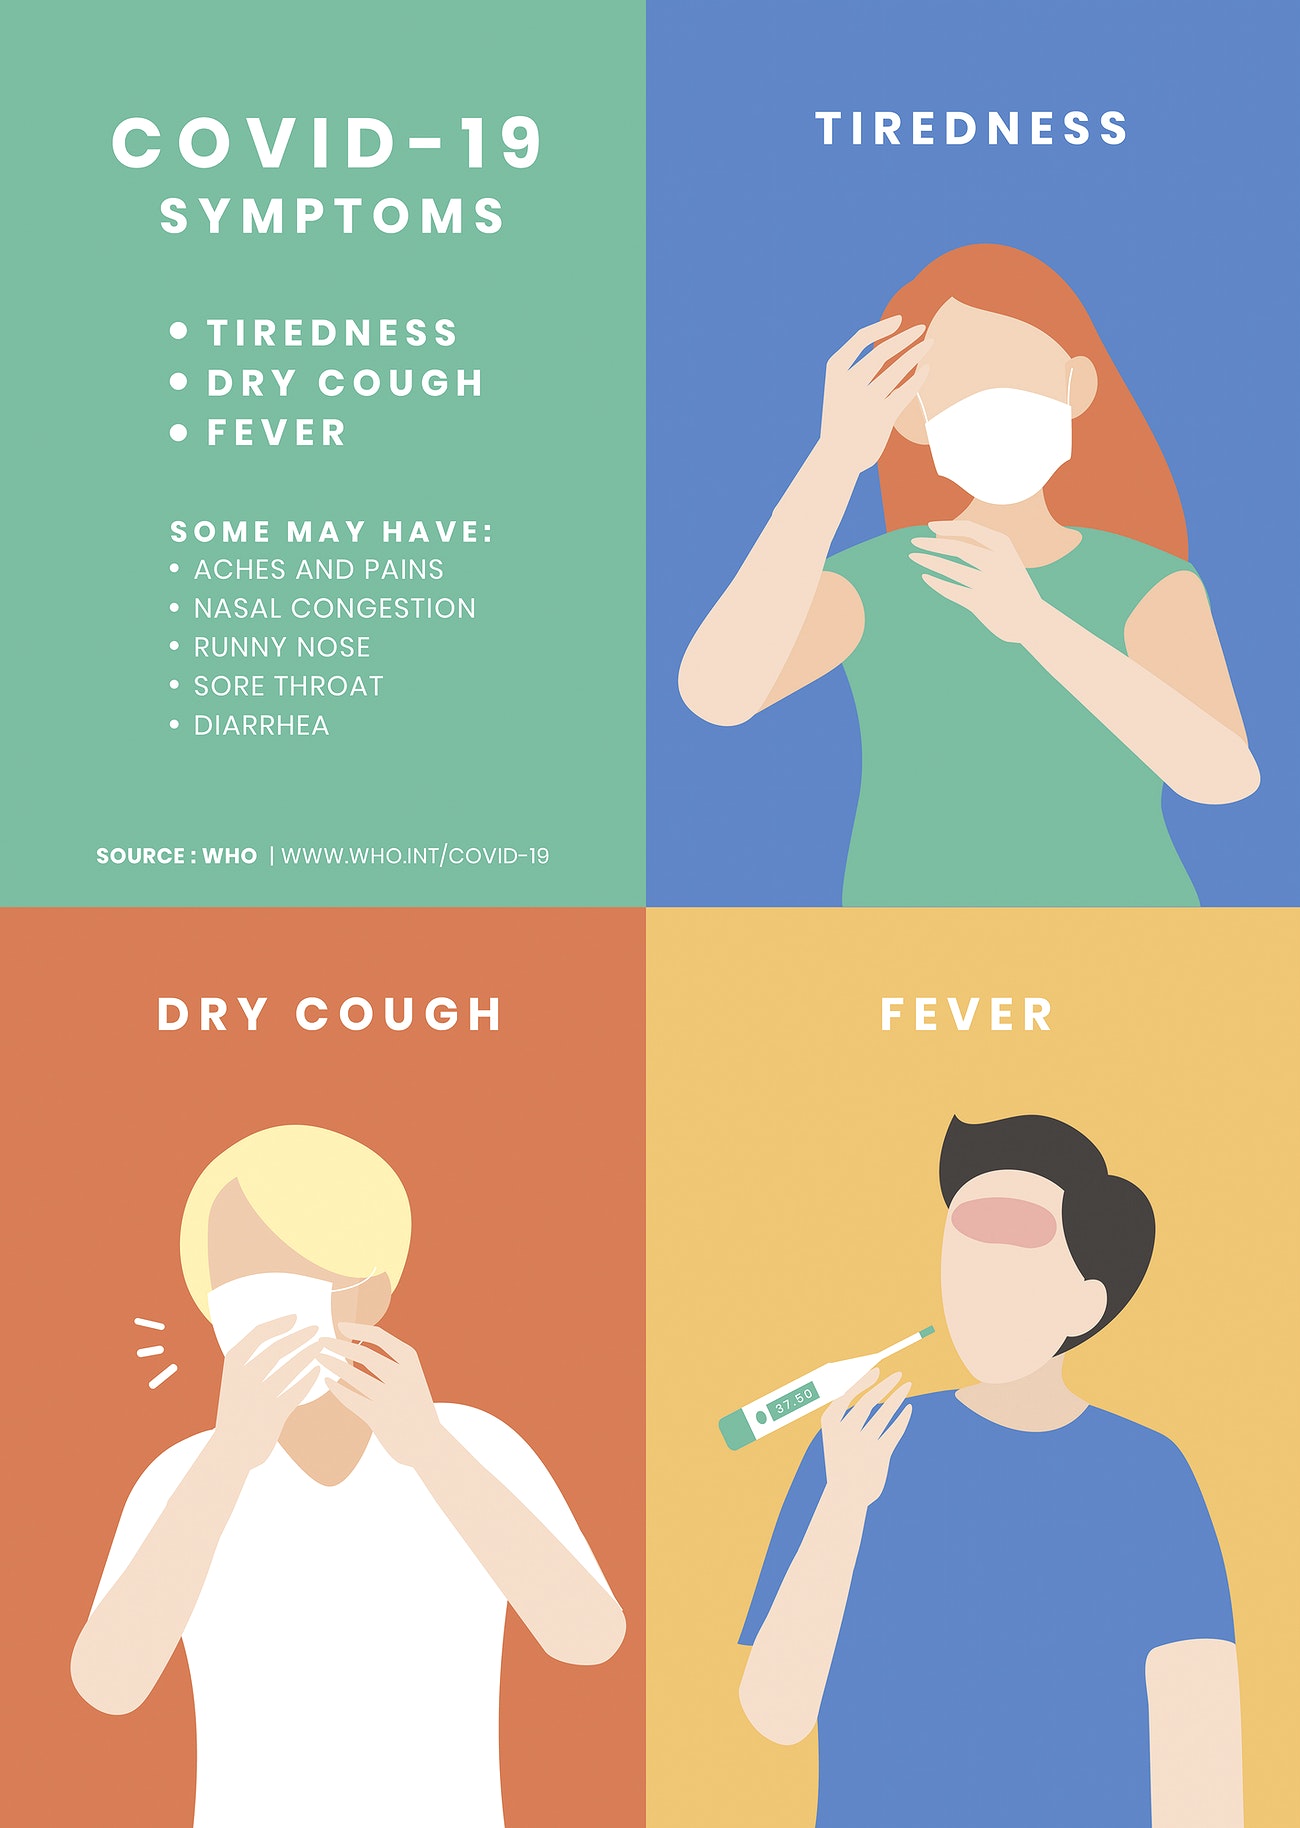 COVID-19
SYMPTOMS
• TIREDNESS
• DRY COUGH
• FEVER
SOME MAY HAVE:
• ACHES AND PAINS
• NASAL CONGESTION
• RUNNY NOSE
• SORE THROAT
• DIARRHEA
SOURCE : WHO | WWW.WHO.INT/COVID-19
TIREDNESS
DRY COUGH
FEVER
37.50